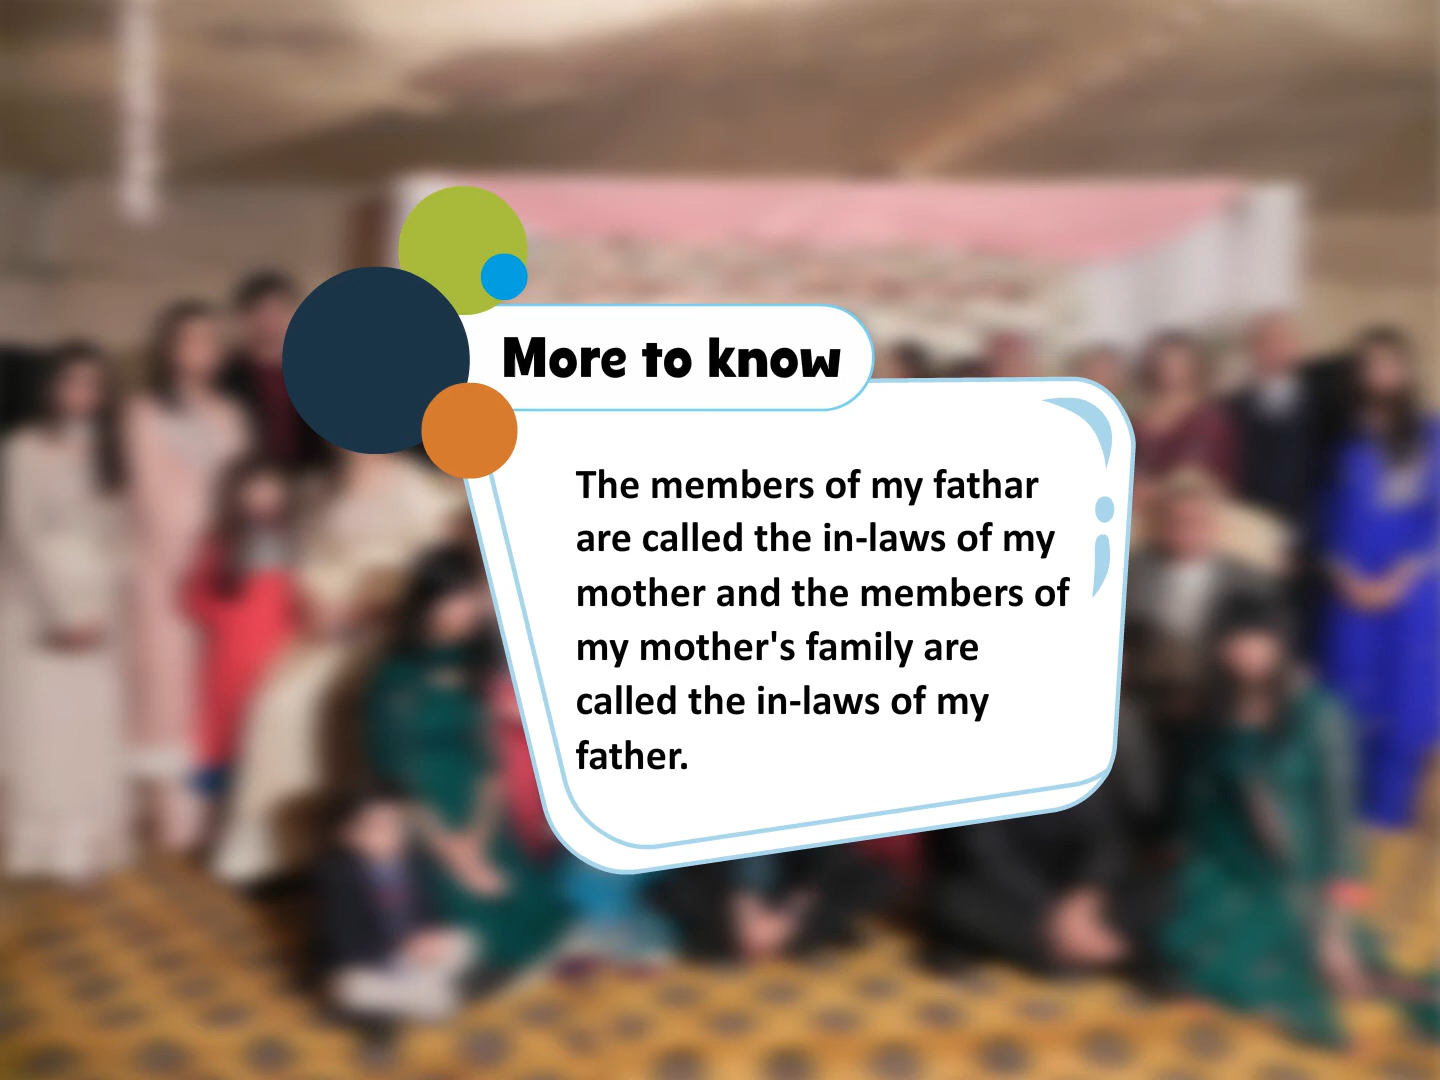 More to know
The members of my fathar
are called the in-laws of my
mother and the members of
my mother's family are
called the in-laws of my
father.